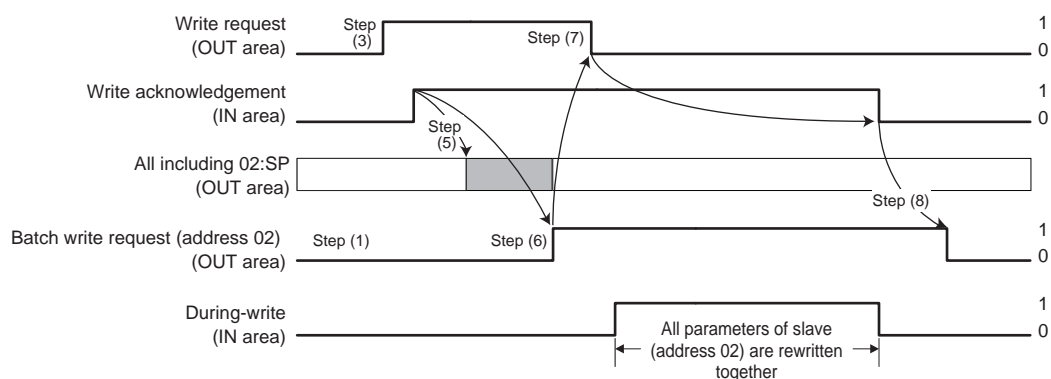 Write request
(OUT area)
Step
(3)
Step (7)
1
0
Write acknowledgement
(IN area)
Step
(5)
1
0
All including 02:SP
(OUT area)
Step (8)
Batch write request (address 02)
(OUT area)
Step (1)
Step (6)
1
0
During-write
(IN area)
All parameters of slave
(address 02) are rewritten
together
1
0